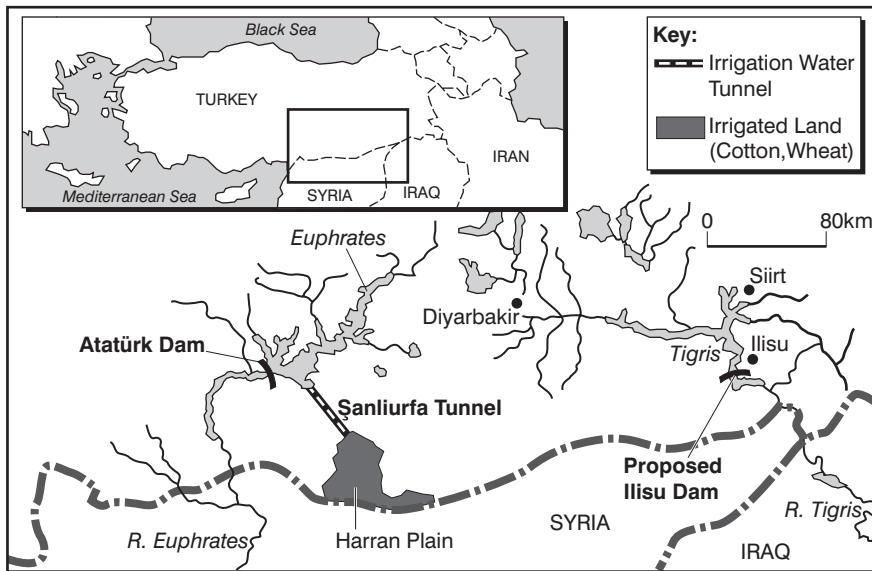 Black Sea
TURKEY
IRAN
Mediterranean Sea
SYRIA
IRAQ
Key:
Irrigation Water
Tunnel
Irrigated Land
(Cotton,Wheat)
0
80km
Euphrates
Siirt
Diyarbakir
Ilisu
Atatürk Dam
Tigris
Şanliurfa Tunnel
Proposed
Ilisu Dam
SYRIA
R. Tigris
R. Euphrates
Harran Plain
IRAQ